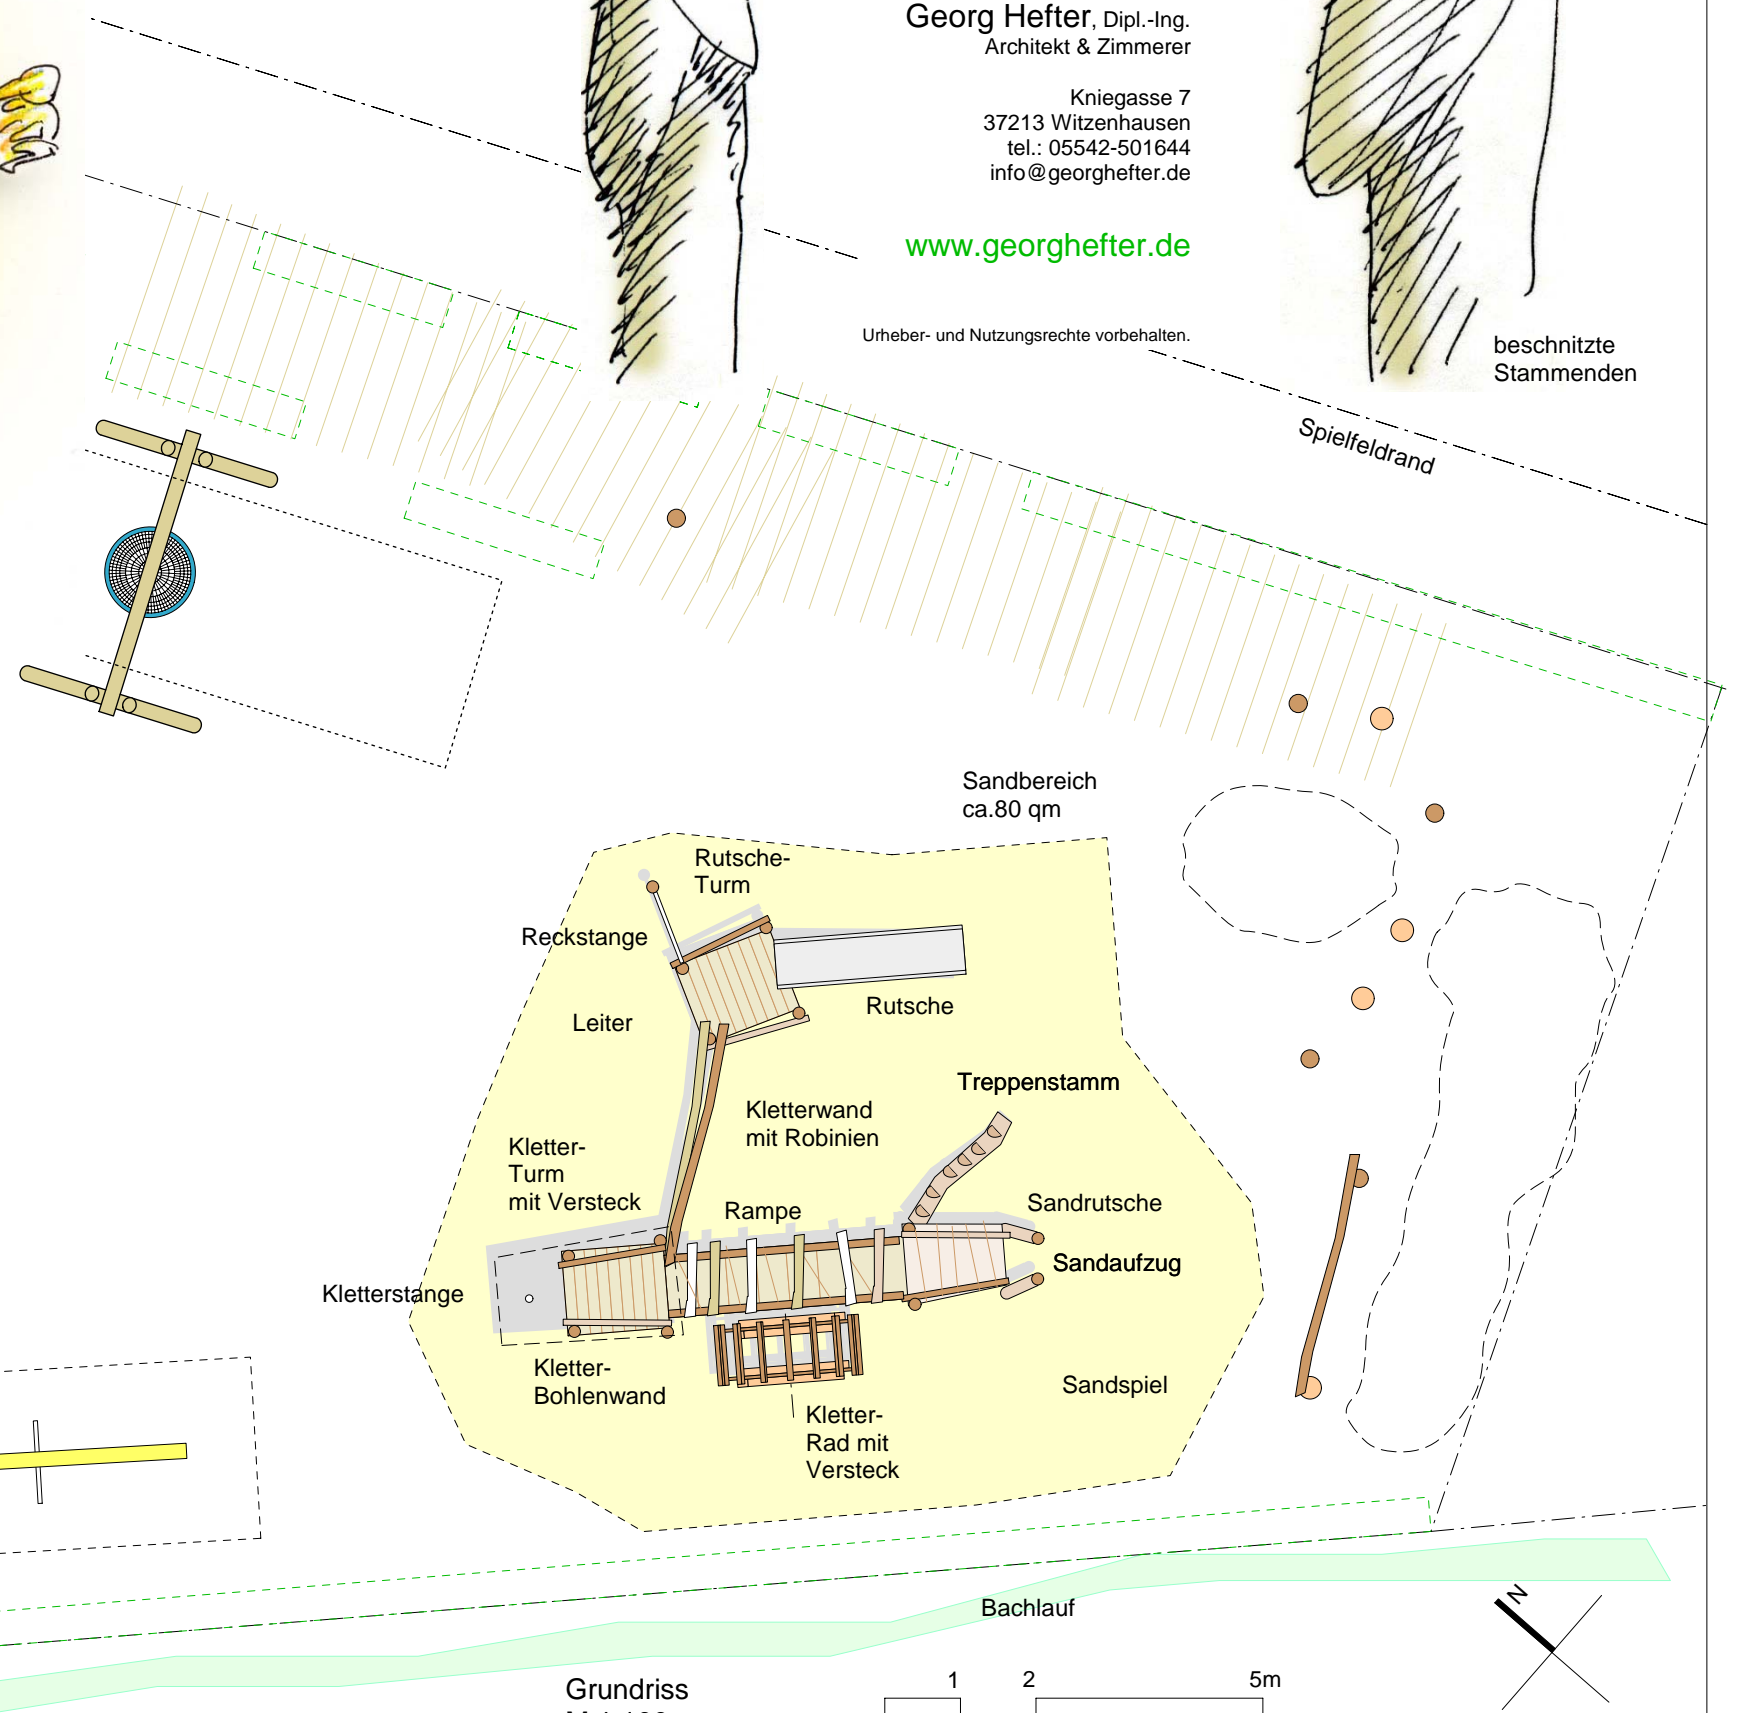 Georg Hefter, Dipl.-Ing.
Architekt & Zimmerer
Kniegasse 7
37213 Witzenhausen
tel.: 05542-501644
info@georghefter.de
www.georghefter.de
Urheber- und Nutzungsrechte vorbehalten.
beschnitzte
Stammenden
Spielfeldrand
Sandbereich
ca.80 qm
Rutsche-
Turm
Reckstange
Rutsche
Leiter
Treppenstamm
Kletterwand
mit Robinien
Kletter-
Turm
mit Versteck
Rampe
Sandrutsche
Sandaufzug
Kletterstange
Kletter-
Bohlenwand
Sandspiel
Kletter-
Rad mit
Versteck
Bachlauf
N
Grundriss
1 2 5m